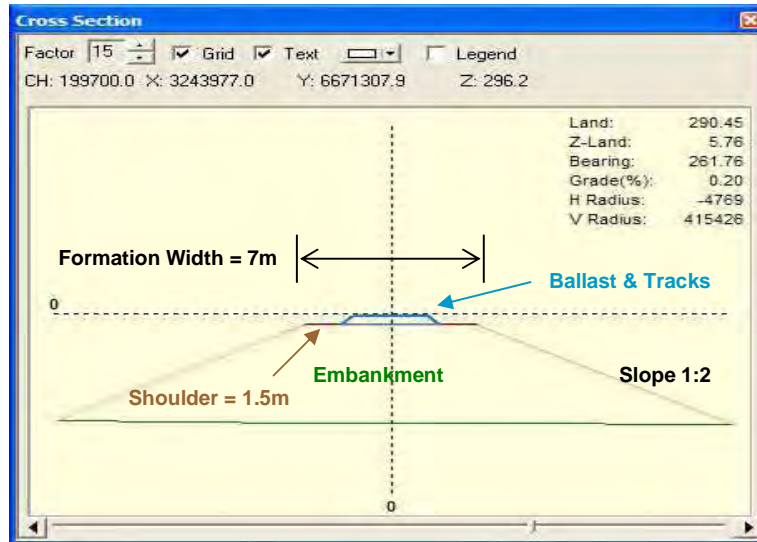 Cross Section
Factor 15 Grid Text Legend
CH: 199700.0 X: 3243977.0 Y: 6671307.9 Z: 296.2
Land: 290.45
Z-Land: 5.76
Bearing: 261.76
Grade(%): 0.20
H Radius: -4769
V Radius: 415426
Formation Width = 7m
Ballast & Tracks
0
Embankment
Slope 1:2
Shoulder = 1.5m
0